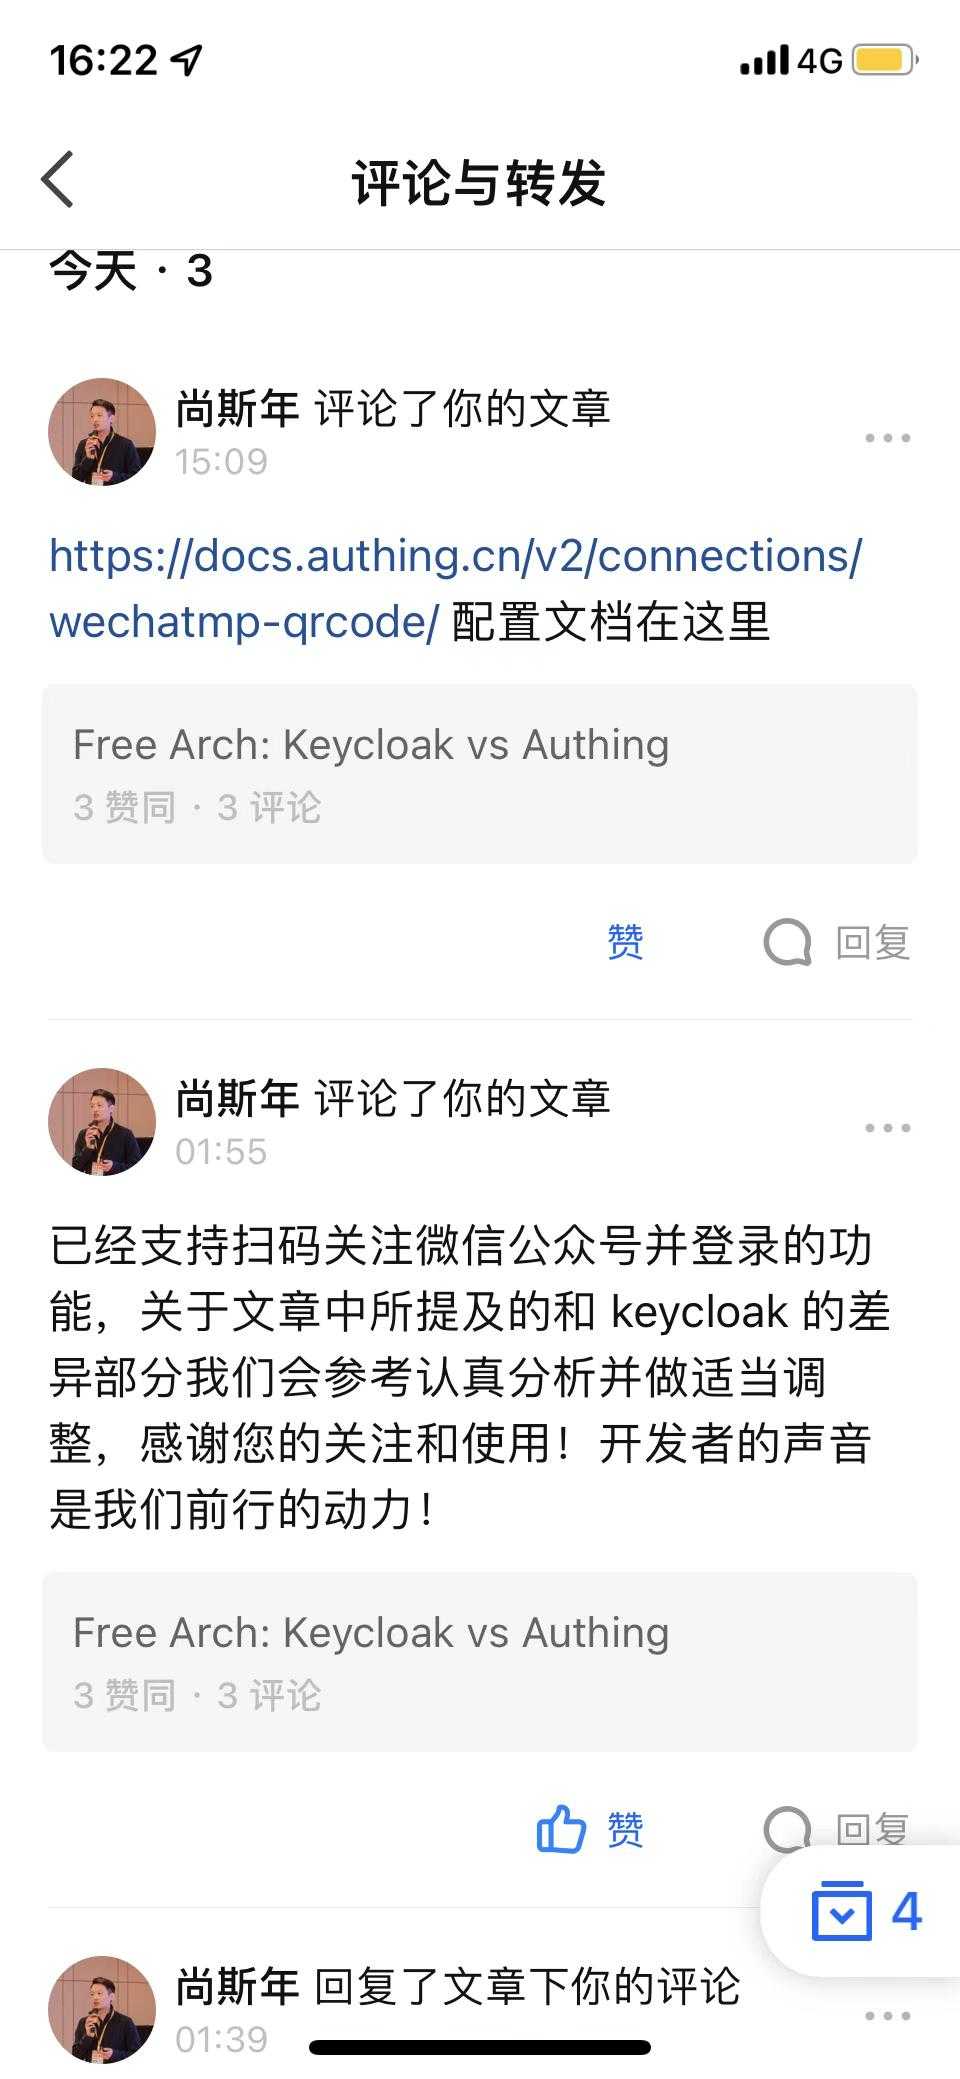 16:22
4G
评论与转发
今天 · 3
尚斯年 评论了你的文章
15:09
https://docs.authing.cn/v2/connections/
wechatmp-qrcode/ 配置文档在这里
Free Arch: Keycloak vs Authing
3 赞同 · 3 评论
赞 回复
尚斯年 评论了你的文章
01:55
已经支持扫码关注微信公众号并登录的功
能，关于文章中所提及的和 keycloak 的差
异部分我们会参考认真分析并做适当调
整，感谢您的关注和使用！开发者的声音
是我们前行的动力！
Free Arch: Keycloak vs Authing
3 赞同 · 3 评论
赞 回复
4
尚斯年 回复了文章下你的评论
01:39